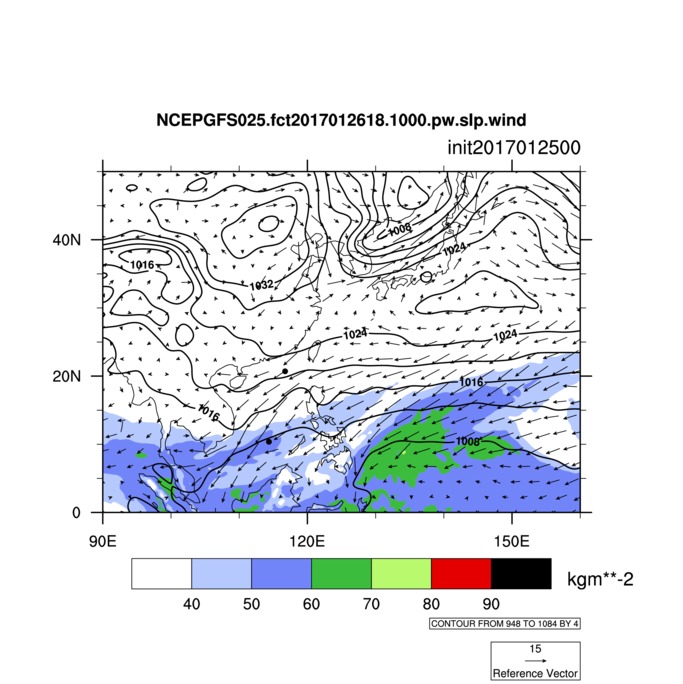 NCEPGFS025.fct2017012618.1000.pw.slp.wind
init2017012500
40N
20N
0
90E
120E
150E
1008
1024
1016
1032
1024
1024
1016
1016
1008
40
50
60
70
80
90
kgm**-2
CONTOUR FROM 948 TO 1084 BY 4
15
Reference Vector